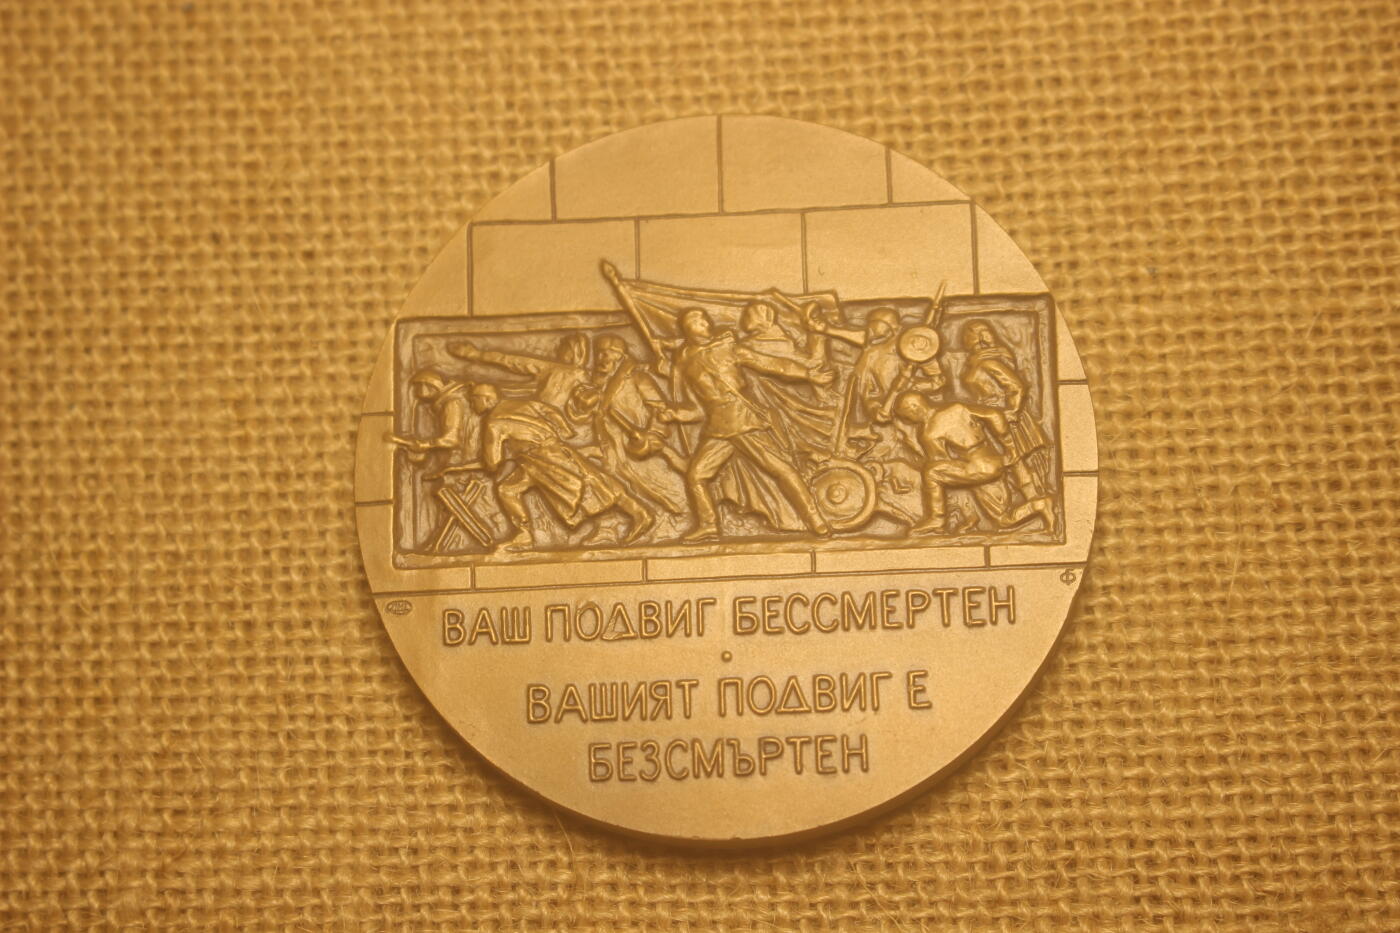 ВАШ ПОДВИГ БЕССМЕРТЕН
ВАШИЯТ ПОДВИГ Е
БЕЗСМЪРТЕН